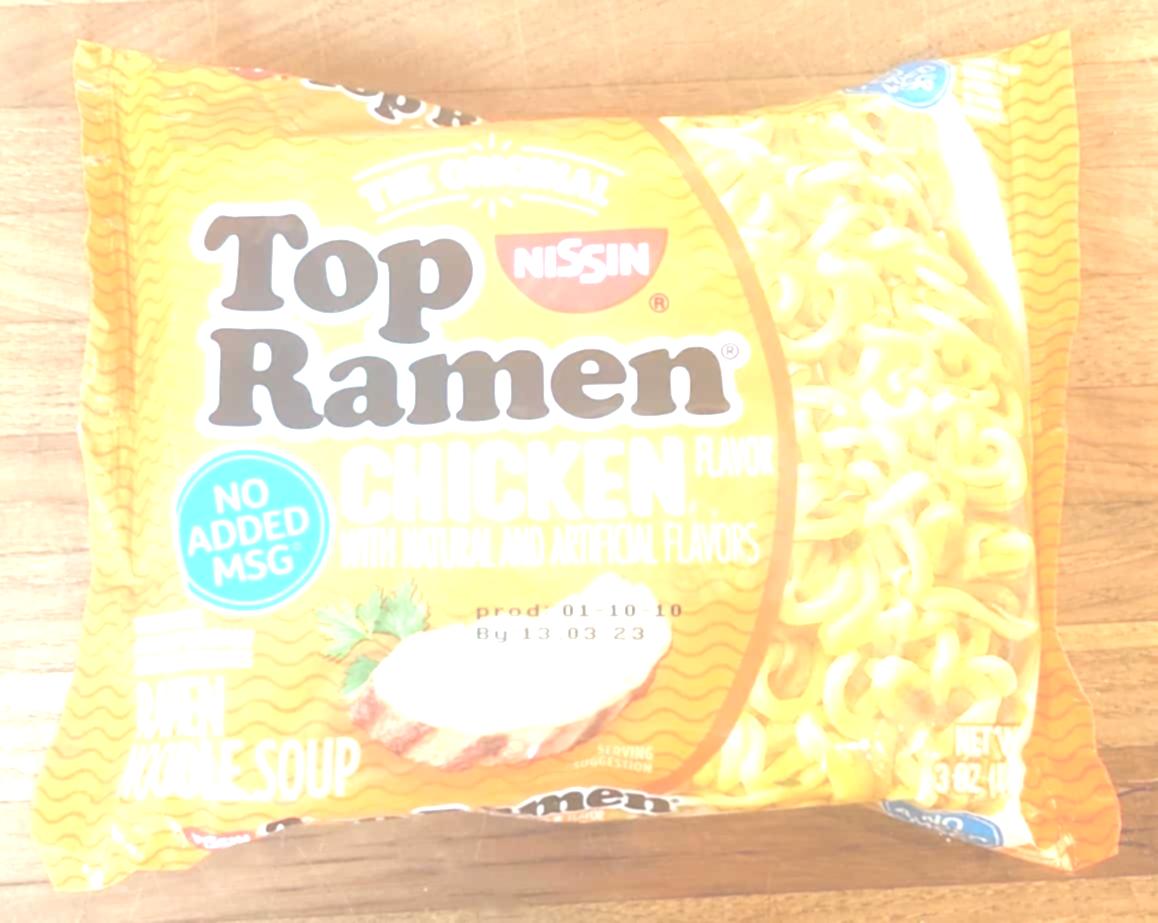 THE ORIGINAL
Top
NISSIN
®
Ramen®
CHICKEN FLAVOR
WITH NATURAL AND ARTIFICIAL FLAVORS
NO
ADDED
MSG
prod: 01-10-10
By 13 03 23
SOUP
SERVING
SUGGESTION
NET